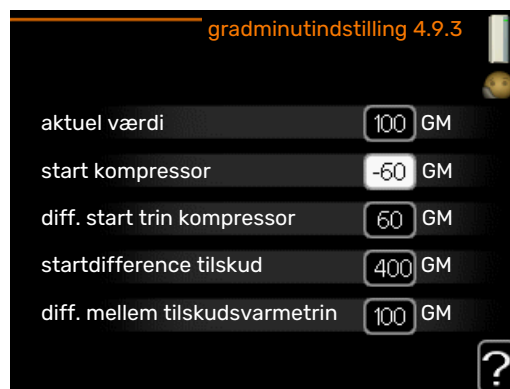 gradminutindstilling 4.9.3
aktuel værdi 100 GM
start kompressor -60 GM
diff. start trin kompressor 60 GM
startdifference tilskud 400 GM
diff. mellem tilskudsvarmetrin 100 GM
?